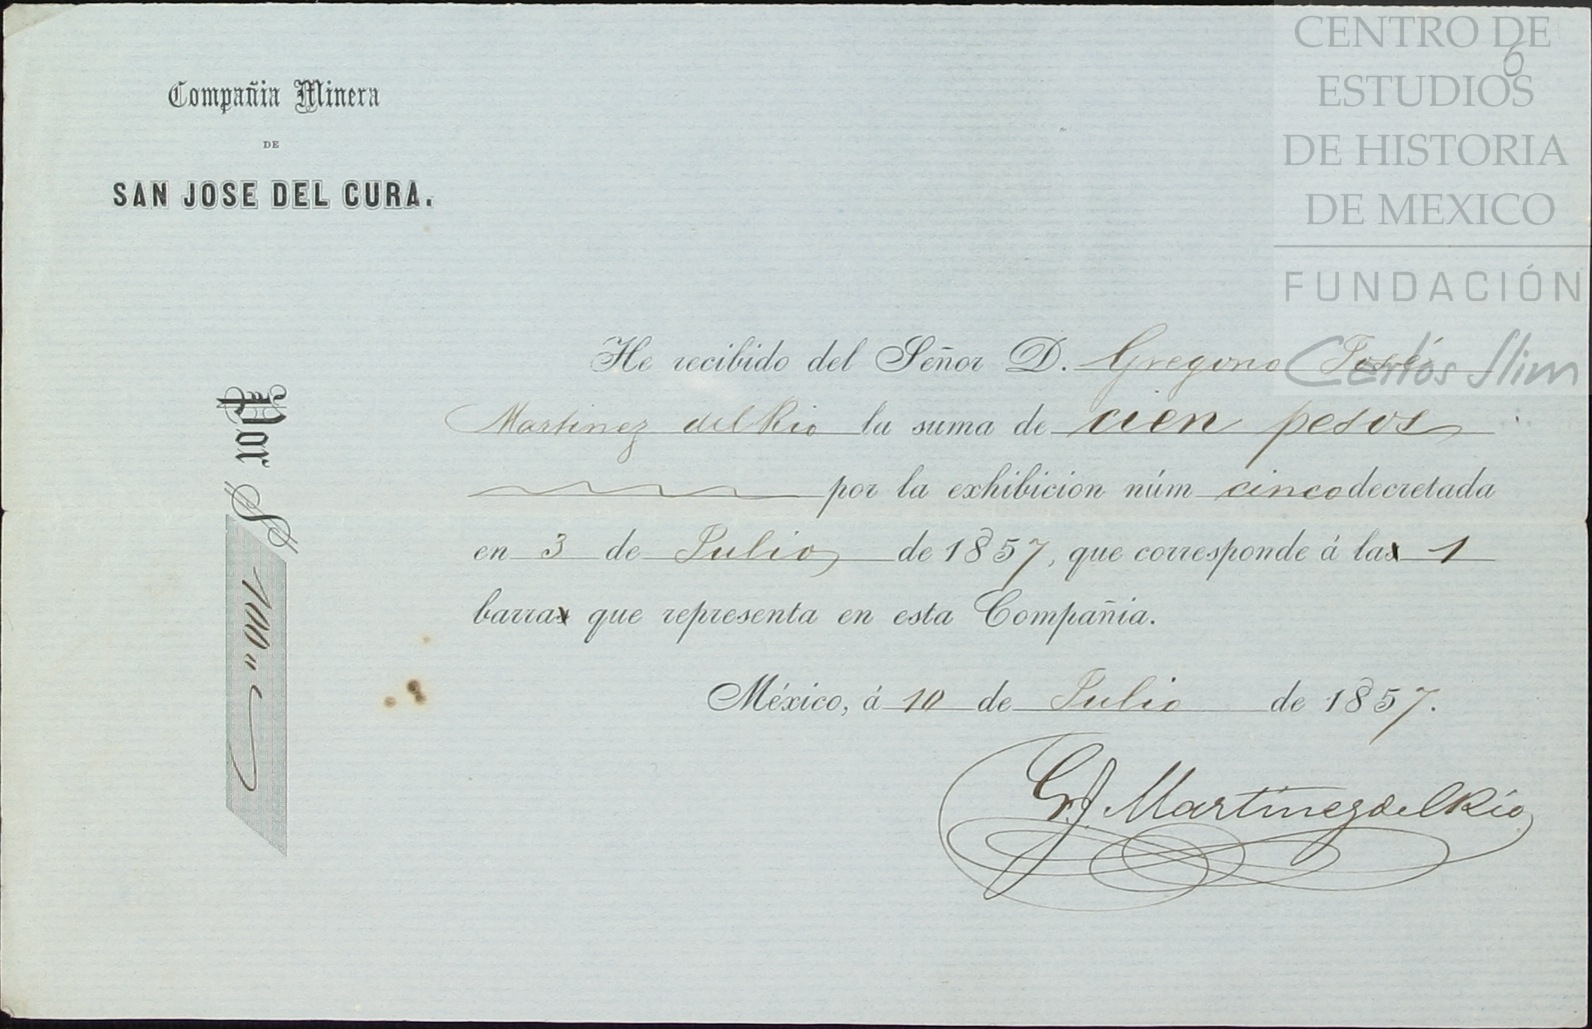 CENTRO DE
ESTUDIOS
DE HISTORIA
DE MEXICO
FUNDACIÓN
Carlos Slim
6
Compañia Minera
DE
SAN JOSE DEL CURA.
He recibido del Señor D. Gregorio José
Martinez del Rio la suma de cien pesos
por la exhibicion núm cinco decretada
en 3 de Julio de 1857, que corresponde á la 1
barra que representa en esta Compañia.
México, á 10 de Julio de 1857.
G. J. Martinez del Rio
Por $ 100 "